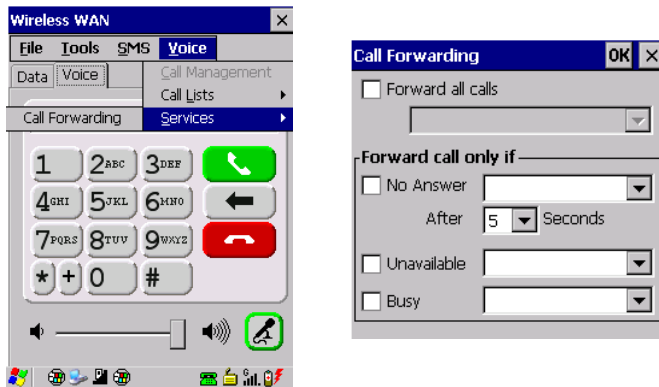 Wireless WAN
File Tools SMS Voice
Data Voice
Call Management
Call Lists
Services
Call Forwarding
1 2ABC 3DEF
4GHI 5JKL 6MNO
7PQRS 8TUV 9WXYZ
* + 0 #
Call Forwarding OK
Forward all calls
Forward call only if
No Answer
After 5 Seconds
Unavailable
Busy